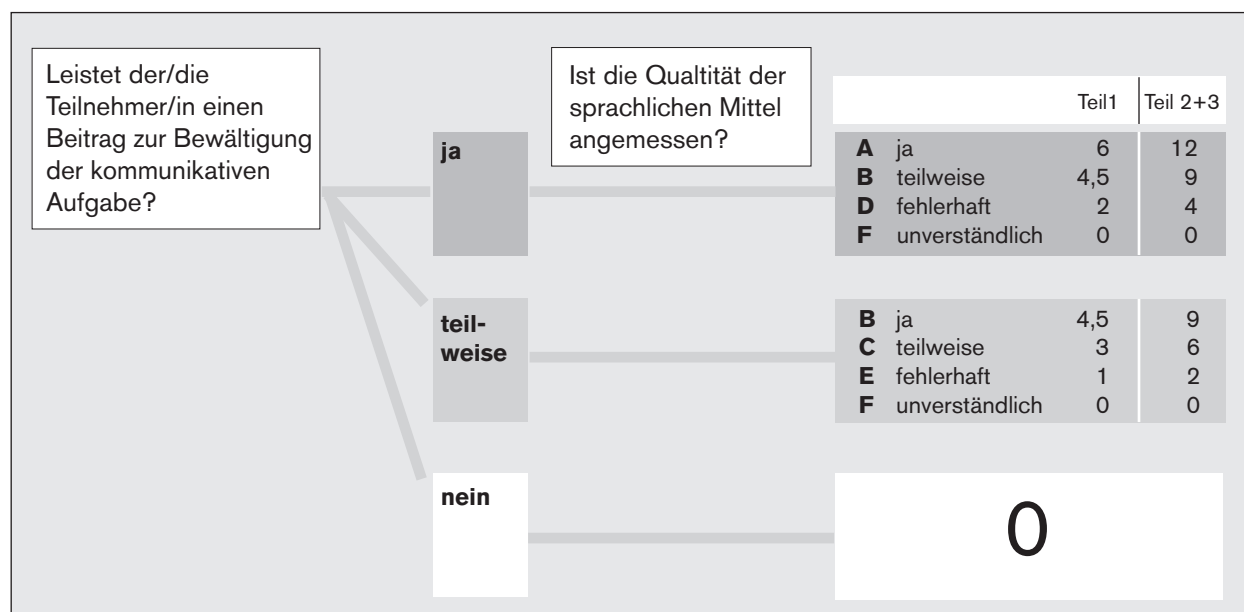 Leistet der/die
Teilnehmer/in einen
Beitrag zur Bewältigung
der kommunikativen
Aufgabe?
Ist die Qualtität der
sprachlichen Mittel
angemessen?
Teil1 Teil 2+3
ja
A ja 6 12
B teilweise 4,5 9
D fehlerhaft 2 4
F unverständlich 0 0
teil-
weise
B ja 4,5 9
C teilweise 3 6
E fehlerhaft 1 2
F unverständlich 0 0
nein
0